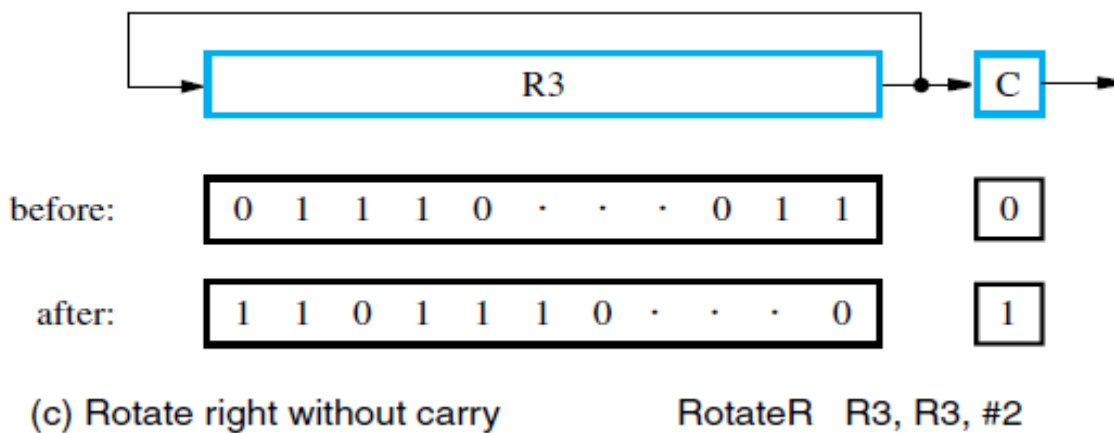 R3 C
before: 0 1 1 1 0 · · · 0 1 1 0
after: 1 1 0 1 1 1 0 · · · 0 1
(c) Rotate right without carry RotateR R3, R3, #2